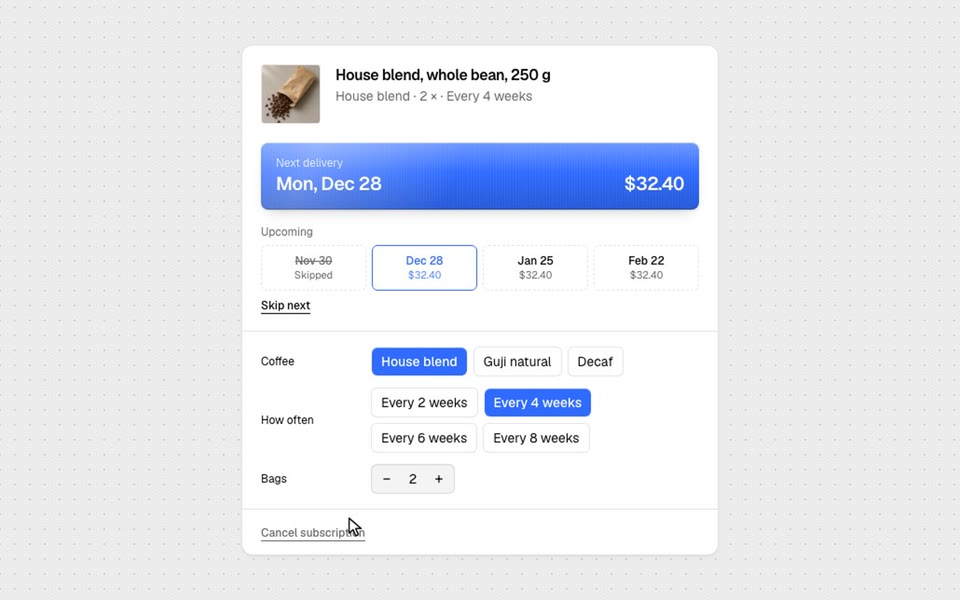 House blend, whole bean, 250 g
House blend · 2 × · Every 4 weeks
Next delivery
Mon, Dec 28
$32.40
Upcoming
Nov 30
Skipped
Dec 28
$32.40
Jan 25
$32.40
Feb 22
$32.40
Skip next
Coffee
House blend
Guji natural
Decaf
How often
Every 2 weeks
Every 4 weeks
Every 6 weeks
Every 8 weeks
Bags
− 2 +
Cancel subscription